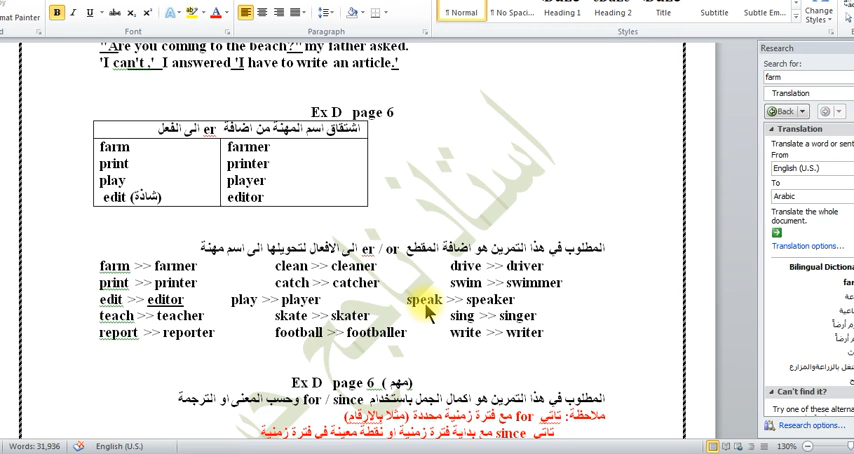 ormat Painter
B I U abc x₂ x² A ab A
¶ Normal ¶ No Spaci... Heading 1 Heading 2 Title Subtitle Subtle Em...
Change Styles
Font Paragraph Styles
"Are you coming to the beach?" my father asked.
'I can't ,' I answered 'I have to write an article.'
Ex D page 6
اشتقاق اسم المهنة من اضافة er الى الفعل
farm farmer
print printer
play player
edit (شاذة) editor
المطلوب في هذا التمرين هو اضافة المقطع er / or الى الافعال لتحويلها الى اسم مهنة
farm >> farmer clean >> cleaner drive >> driver
print >> printer catch >> catcher swim >> swimmer
edit >> editor play >> player speak >> speaker
teach >> teacher skate >> skater sing >> singer
report >> reporter football >> footballer write >> writer
Ex D page 6 (مهم)
المطلوب في هذا التمرين هو اكمال الجمل باستخدام for / since وحسب المعنى او الترجمة
ملاحظة: تاتي for مع فترة زمنية محددة (مثلا بالارقام)
تاتي since مع بداية فترة زمنية او نقطة معينة في فترة زمنية
استاذ ناجح
Research
Search for:
farm
Translation
Back
Translation
Translate a word or sent
From
English (U.S.)
To
Arabic
Translate the whole
document.
Translation options...
Bilingual Dictionar
Can't find it?
Try one of these alterna
Research options...
Words: 31,936 English (U.S.) 130%